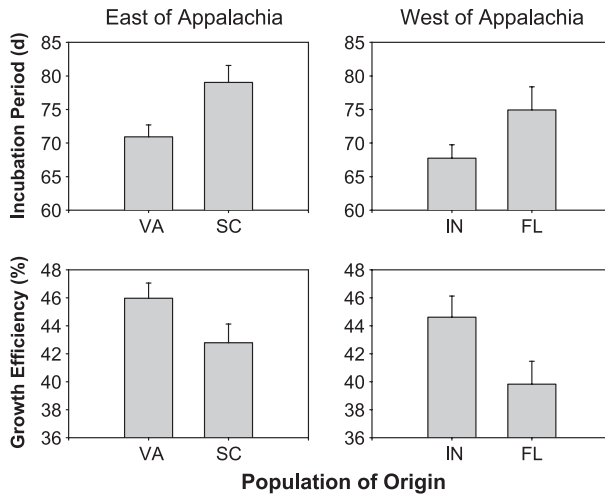 East of Appalachia
West of Appalachia
Incubation Period (d)
85
80
75
70
65
60
VA
SC
85
80
75
70
65
60
IN
FL
Growth Efficiency (%)
48
46
44
42
40
38
36
VA
SC
48
46
44
42
40
38
36
IN
FL
Population of Origin